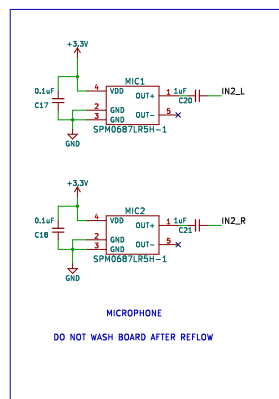 +3.3V
MIC1
0.1uF
C17
4
VDD
OUT+
1
1uF
C20
IN2_L
2
GND
3
GND
OUT-
5
GND
SPM0687LR5H-1
+3.3V
MIC2
0.1uF
C18
4
VDD
OUT+
1
1uF
C21
IN2_R
2
GND
3
GND
OUT-
5
GND
SPM0687LR5H-1
MICROPHONE
DO NOT WASH BOARD AFTER REFLOW